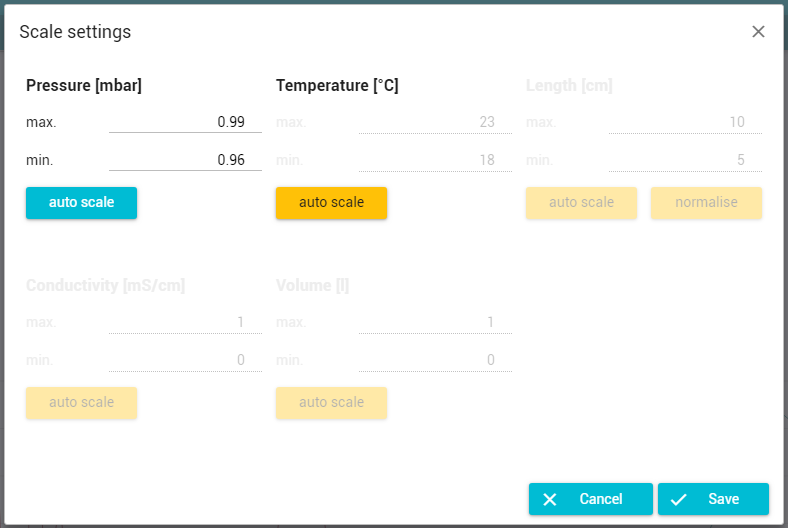 Scale settings
Pressure [mbar]
max. 0.99
min. 0.96
auto scale
Temperature [°C]
max. 23
min. 18
auto scale
Length [cm]
max. 10
min. 5
auto scale normalise
Conductivity [mS/cm]
max. 1
min. 0
auto scale
Volume [l]
max. 1
min. 0
auto scale
Cancel Save